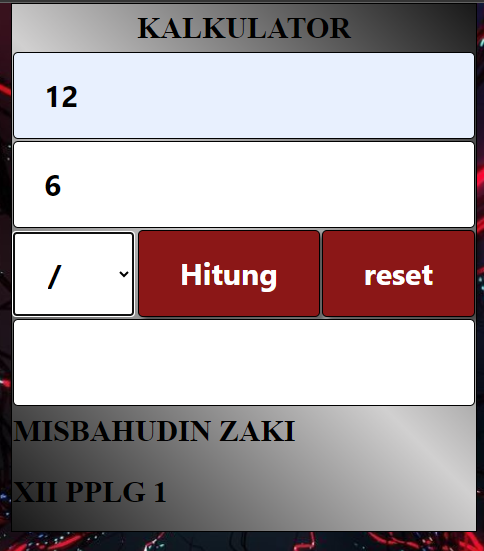 KALKULATOR
12
6
/ Hitung reset
MISBAHUDIN ZAKI
XII PPLG 1